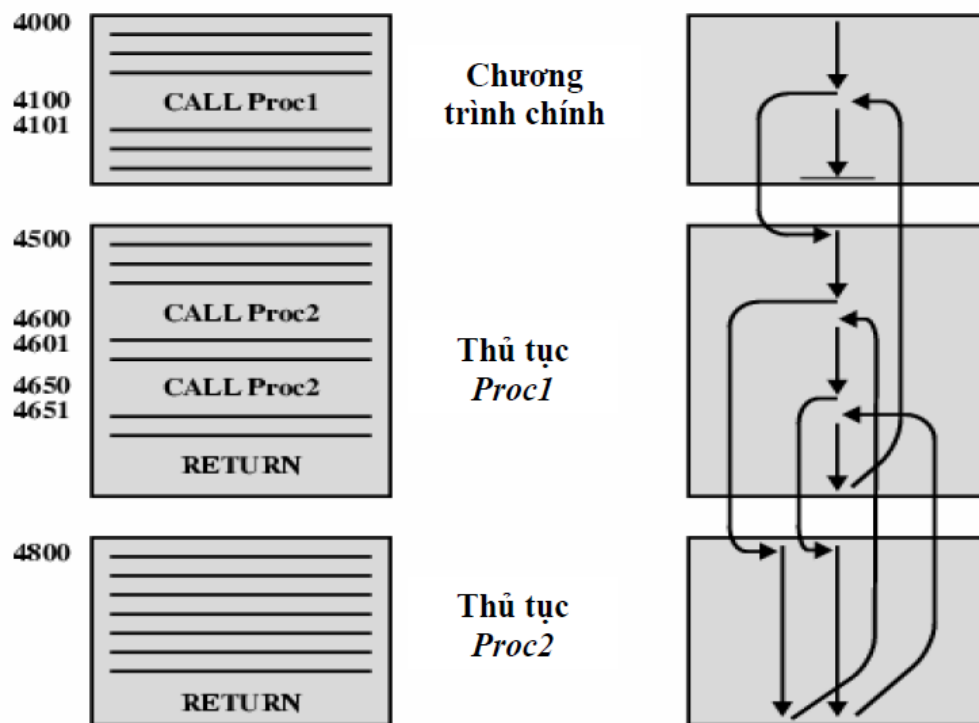 4000
4100
CALL Proc1
4101
Chương
trình chính
4500
CALL Proc2
4600
4601
CALL Proc2
4650
4651
RETURN
Thủ tục
Proc1
4800
RETURN
Thủ tục
Proc2